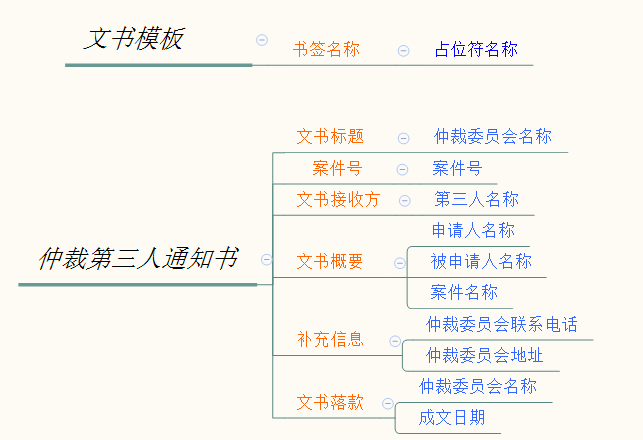 文书模板
书签名称
占位符名称
仲裁第三人通知书
文书标题
仲裁委员会名称
案件号
案件号
文书接收方
第三人名称
文书概要
申请人名称
被申请人名称
案件名称
补充信息
仲裁委员会联系电话
仲裁委员会地址
文书落款
仲裁委员会名称
成文日期